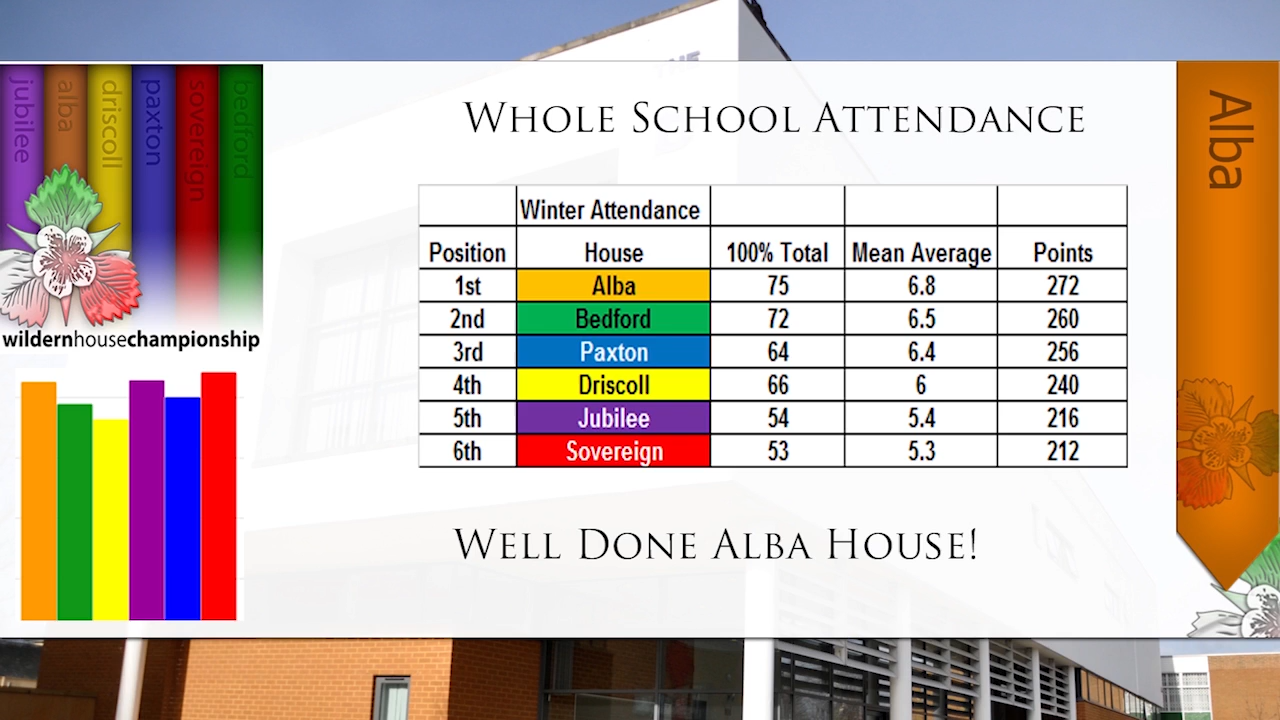 jubilee alba driscoll paxton sovereign bedford
wildernhousechampionship
Whole School Attendance
Winter Attendance
Position House 100% Total Mean Average Points
1st Alba 75 6.8 272
2nd Bedford 72 6.5 260
3rd Paxton 64 6.4 256
4th Driscoll 66 6 240
5th Jubilee 54 5.4 216
6th Sovereign 53 5.3 212
Well Done Alba House!
Alba